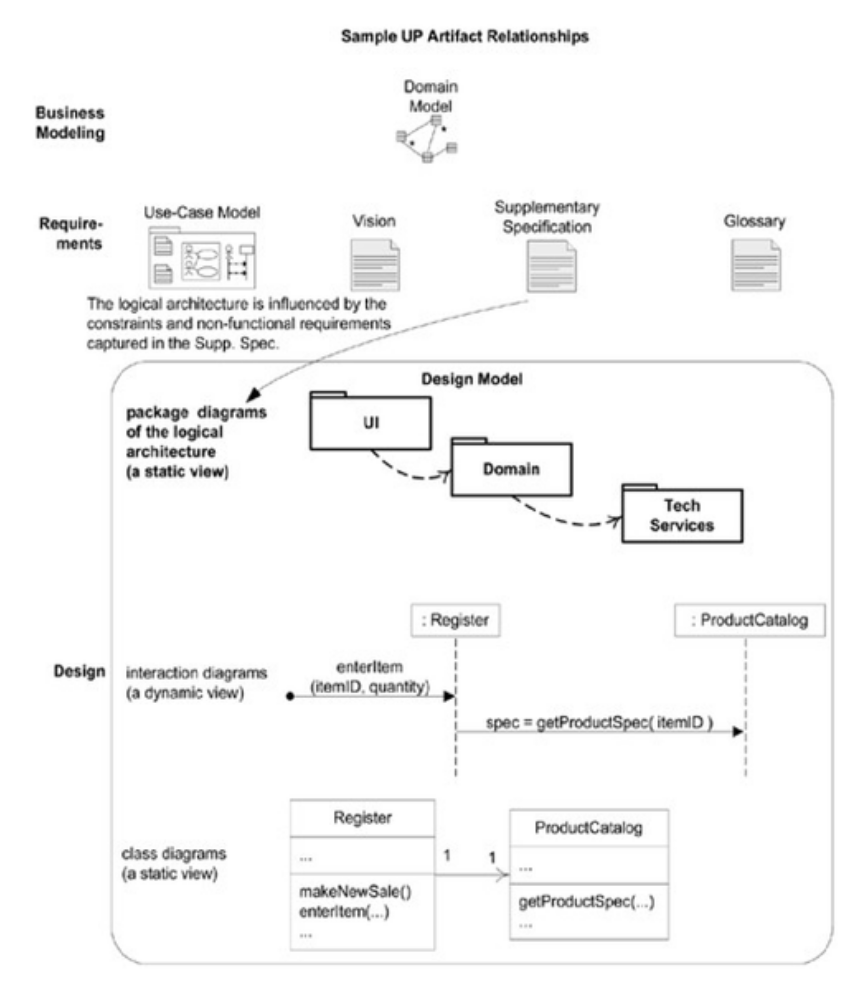 Sample UP Artifact Relationships
Domain
Model
Business
Modeling
Require-
ments
Use-Case Model
Vision
Supplementary
Specification
Glossary
The logical architecture is influenced by the
constraints and non-functional requirements
captured in the Supp. Spec.
Design Model
package diagrams
of the logical
architecture
(a static view)
UI
Domain
Tech
Services
: Register
: ProductCatalog
Design
interaction diagrams
(a dynamic view)
enterItem
(itemID, quantity)
spec = getProductSpec( itemID )
class diagrams
(a static view)
Register
...
makeNewSale()
enterItem(...)
...
1
1
ProductCatalog
...
getProductSpec(...)
...